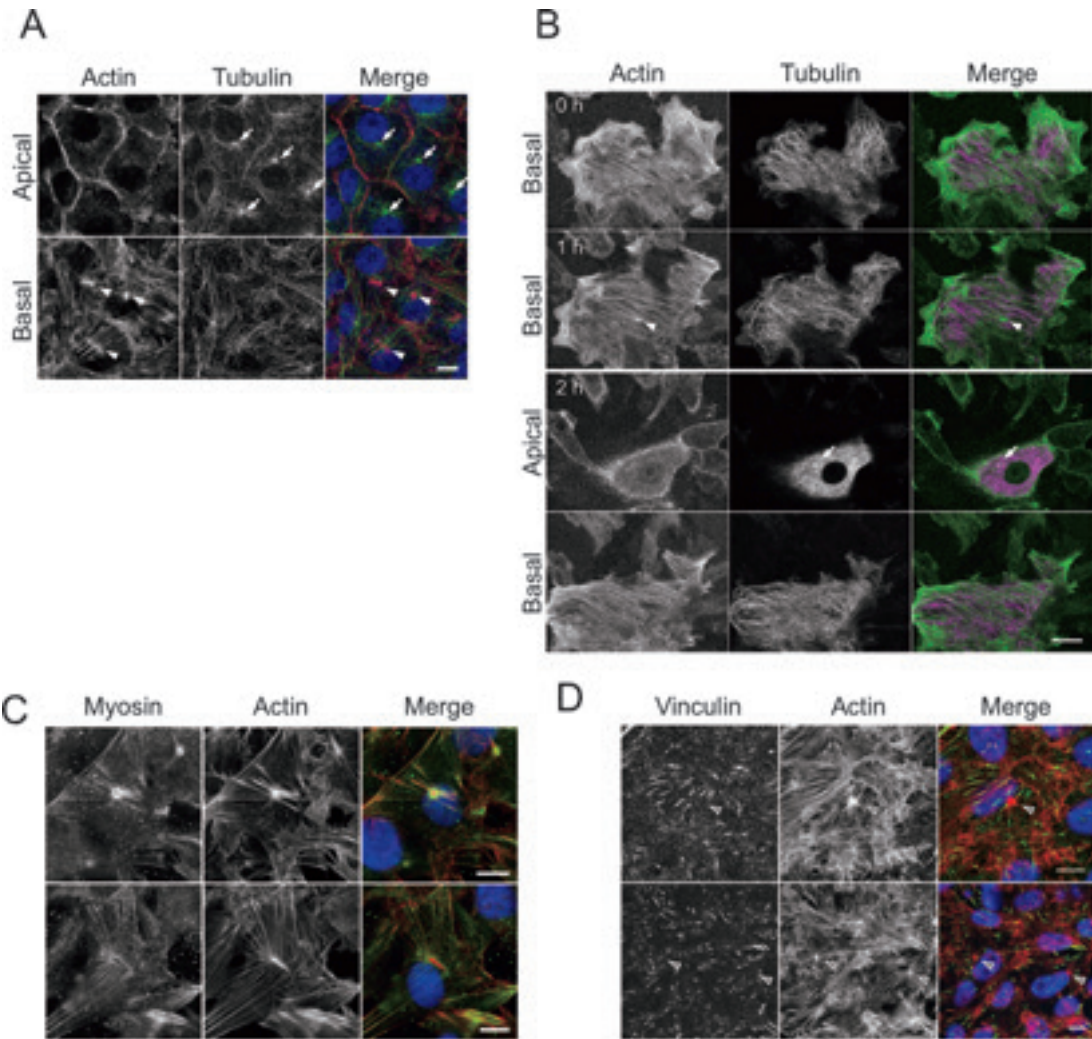 A
Actin Tubulin Merge
Apical
Basal
B
Actin Tubulin Merge
0 h
Basal
1 h
Basal
2 h
Apical
Basal
C
Myosin Actin Merge
D
Vinculin Actin Merge